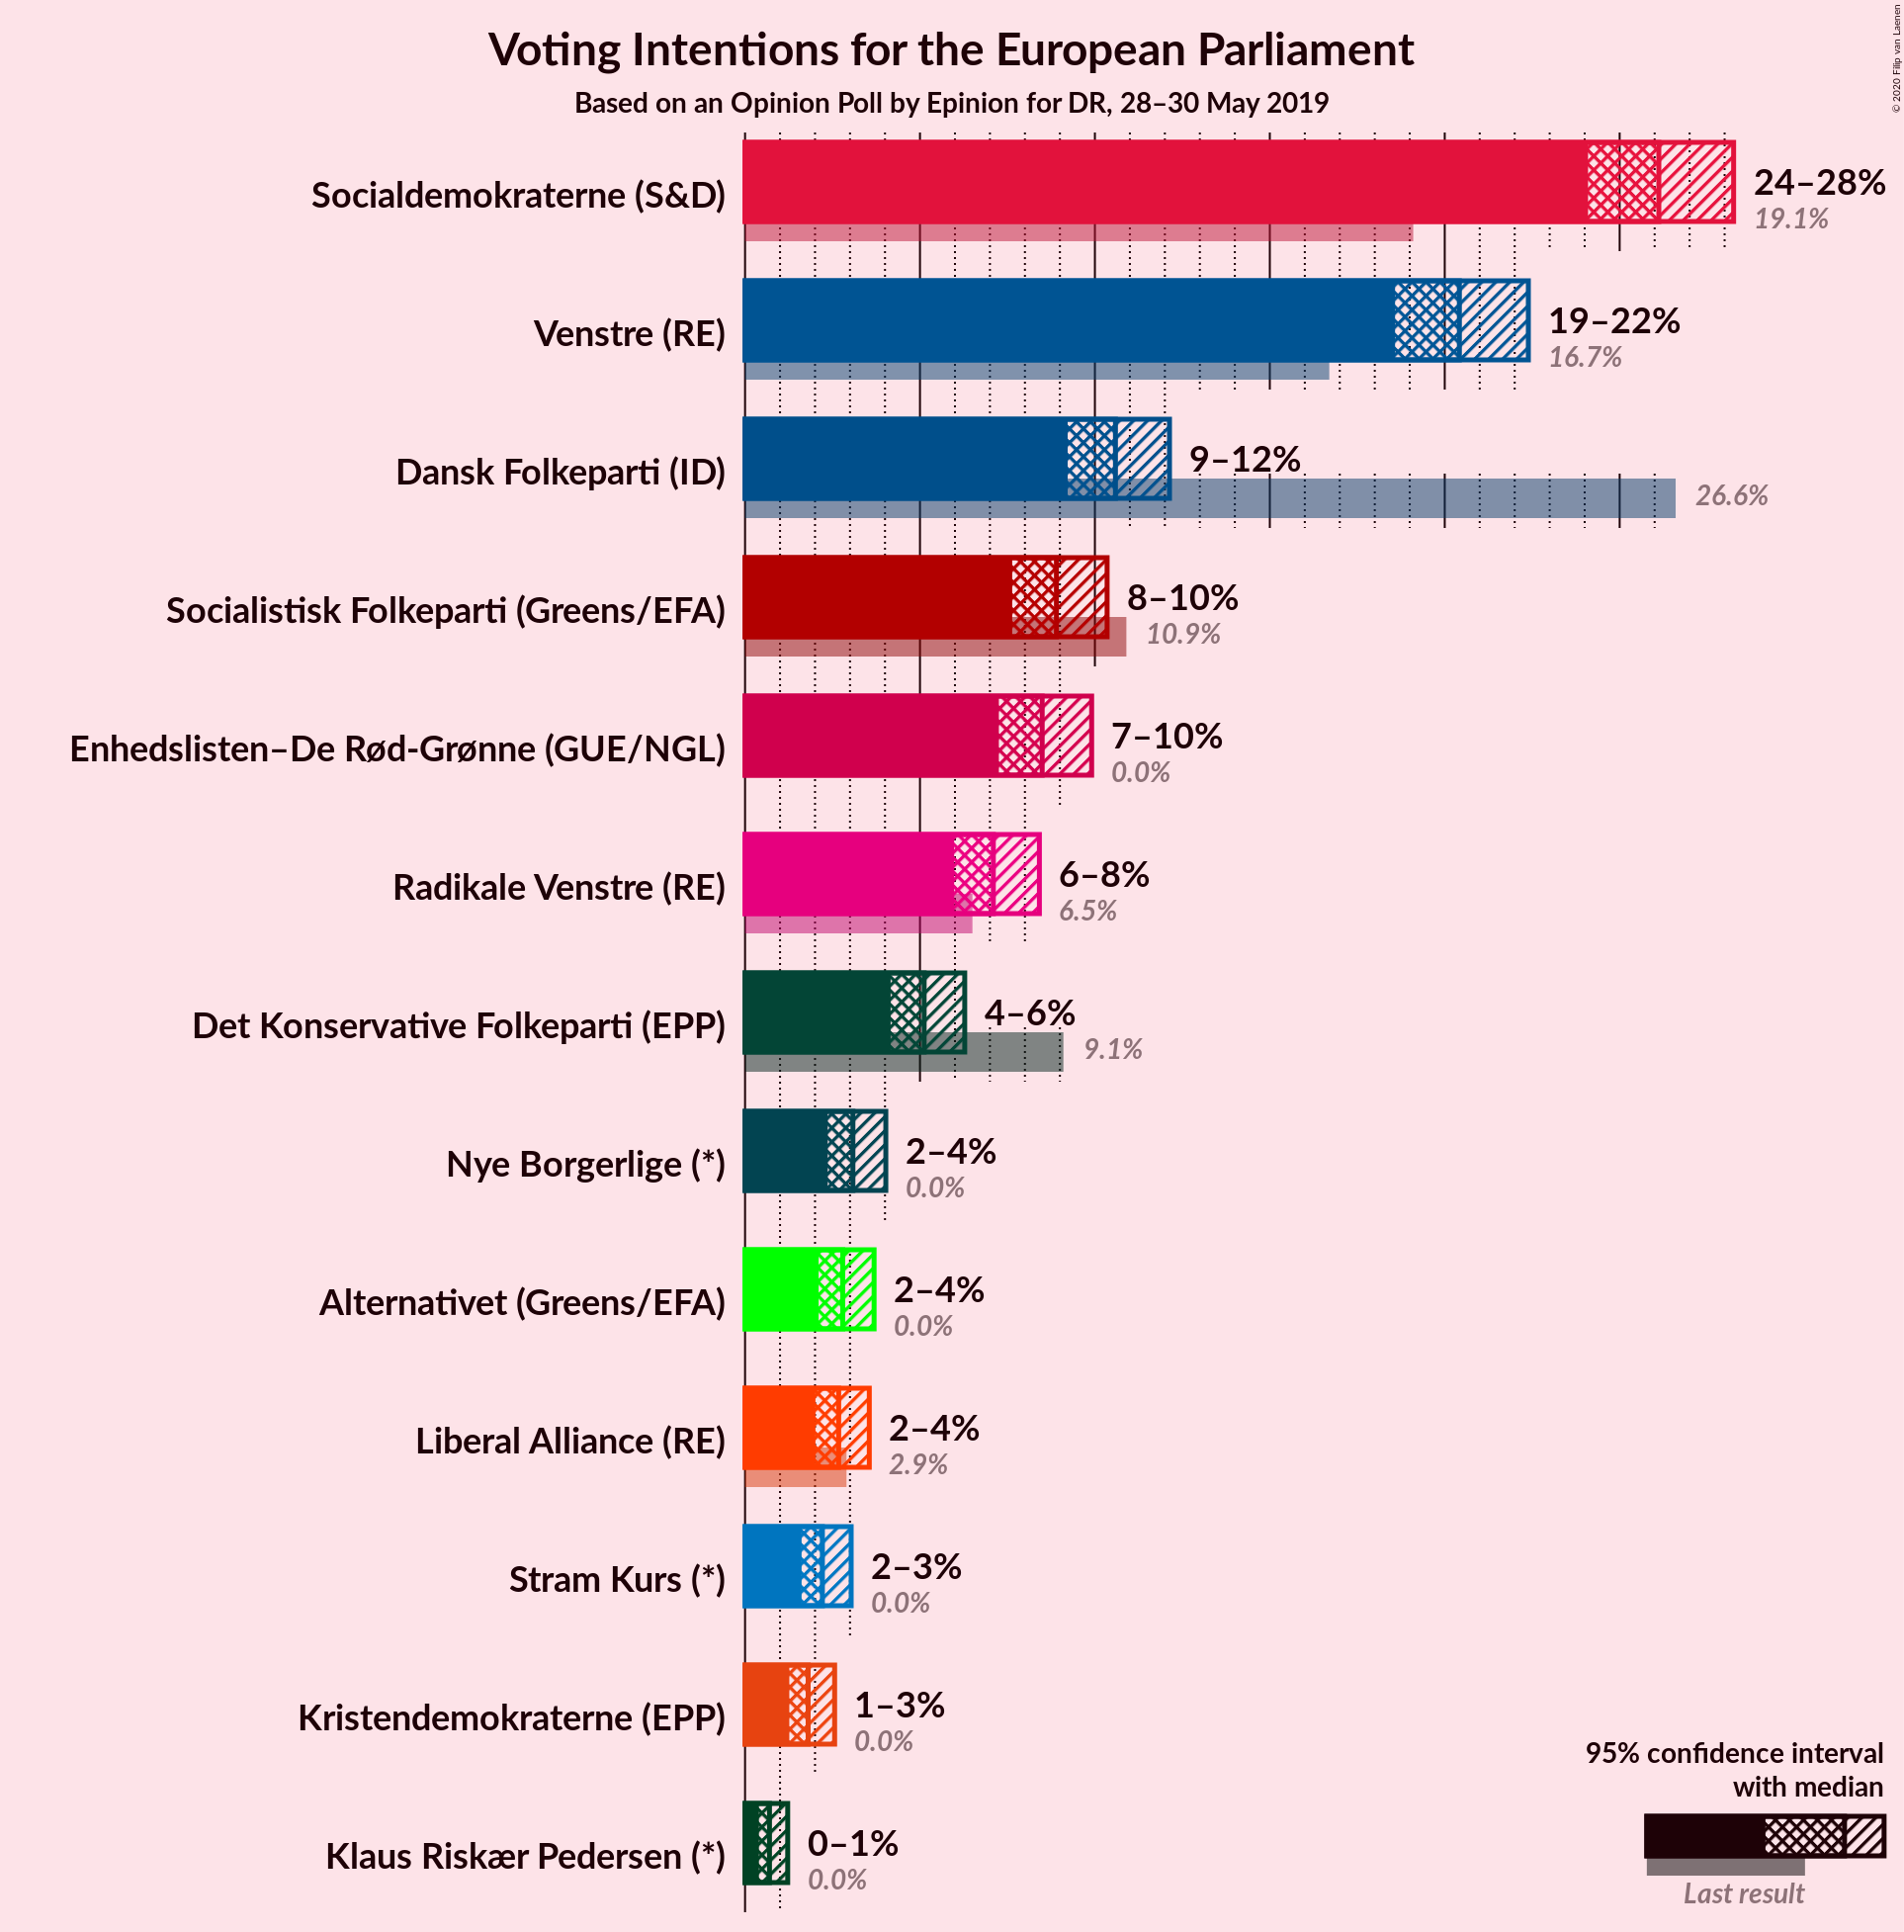 Voting Intentions for the European Parliament
Based on an Opinion Poll by Epinion for DR, 28–30 May 2019
© 2020 Filip van Laenen
Socialdemokraterne (S&D)
24–28%
19.1%
Venstre (RE)
19–22%
16.7%
Dansk Folkeparti (ID)
9–12%
26.6%
Socialistisk Folkeparti (Greens/EFA)
8–10%
10.9%
Enhedslisten–De Rød-Grønne (GUE/NGL)
7–10%
0.0%
Radikale Venstre (RE)
6–8%
6.5%
Det Konservative Folkeparti (EPP)
4–6%
9.1%
Nye Borgerlige (*)
2–4%
0.0%
Alternativet (Greens/EFA)
2–4%
0.0%
Liberal Alliance (RE)
2–4%
2.9%
Stram Kurs (*)
2–3%
0.0%
Kristendemokraterne (EPP)
1–3%
0.0%
Klaus Riskær Pedersen (*)
0–1%
0.0%
95% confidence interval
with median
Last result